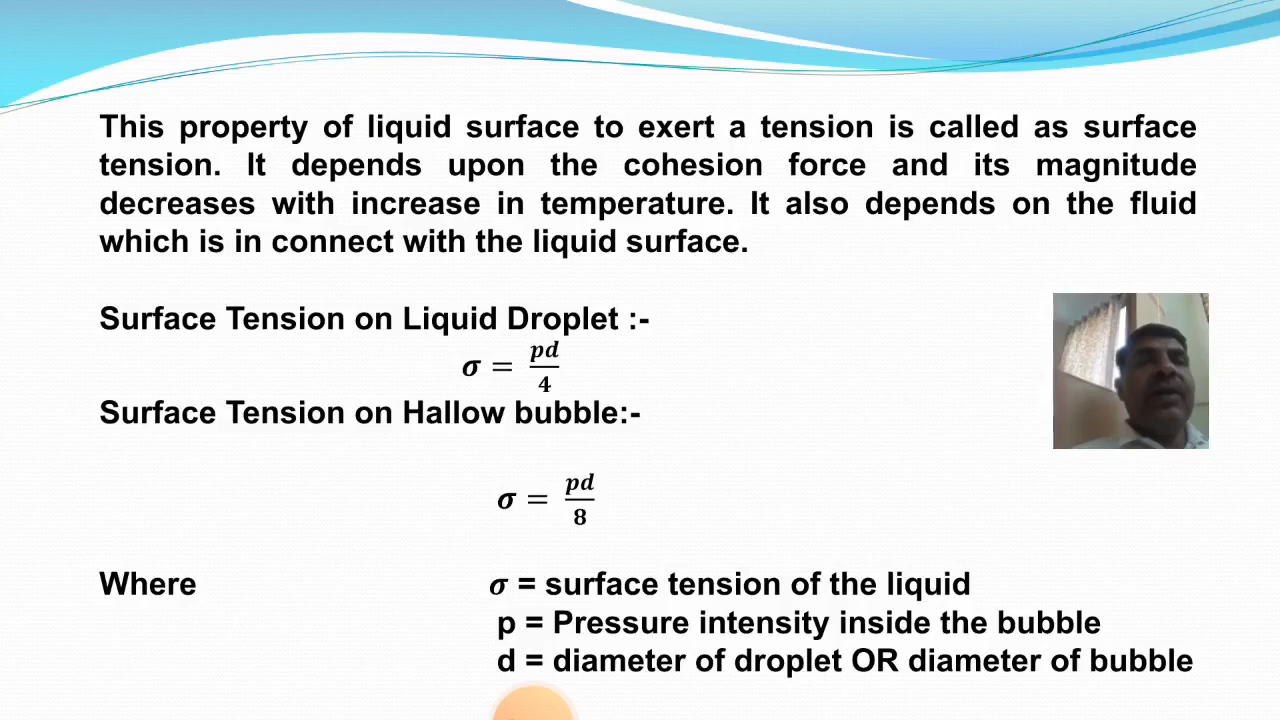 This property of liquid surface to exert a tension is called as surface
tension. It depends upon the cohesion force and its magnitude
decreases with increase in temperature. It also depends on the fluid
which is in connect with the liquid surface.
Surface Tension on Liquid Droplet :-
σ = pd/4
Surface Tension on Hallow bubble:-
σ = pd/8
Where σ = surface tension of the liquid
p = Pressure intensity inside the bubble
d = diameter of droplet OR diameter of bubble